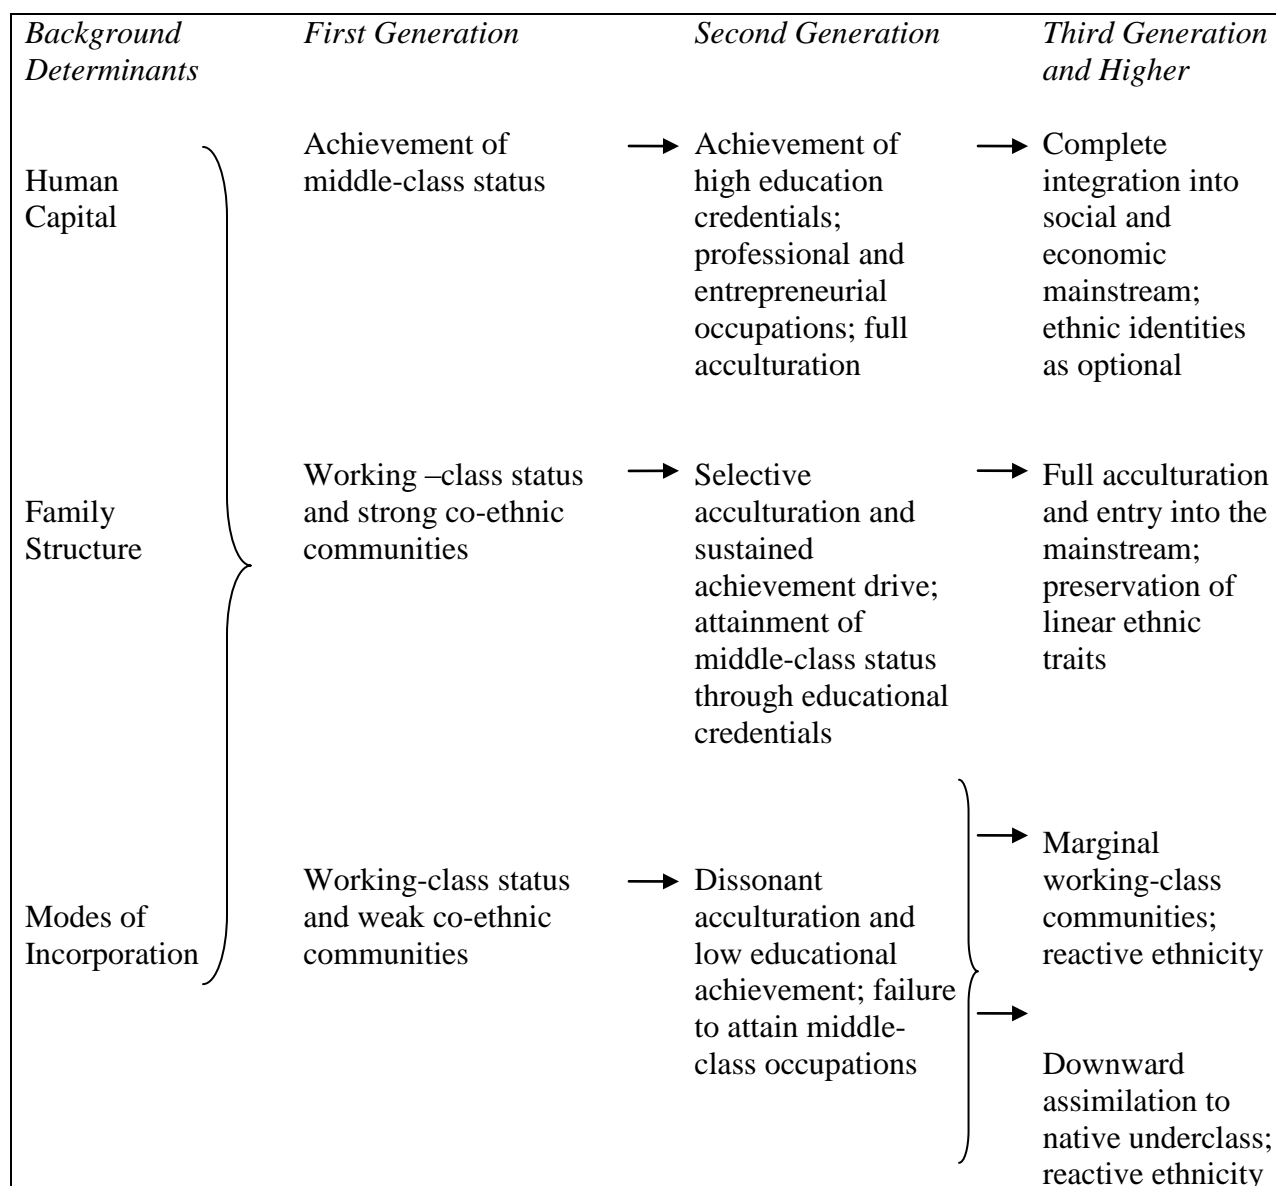 Background Determinants
First Generation
Second Generation
Third Generation and Higher
Human
Capital
Achievement of
middle-class status
Achievement of
high education
credentials;
professional and
entrepreneurial
occupations; full
acculturation
Complete
integration into
social and
economic
mainstream;
ethnic identities
as optional
Family
Structure
Working –class status
and strong co-ethnic
communities
Selective
acculturation and
sustained
achievement drive;
attainment of
middle-class status
through educational
credentials
Full acculturation
and entry into the
mainstream;
preservation of
linear ethnic
traits
Modes of
Incorporation
Working-class status
and weak co-ethnic
communities
Dissonant
acculturation and
low educational
achievement; failure
to attain middle-
class occupations
Marginal
working-class
communities;
reactive ethnicity
Downward
assimilation to
native underclass;
reactive ethnicity